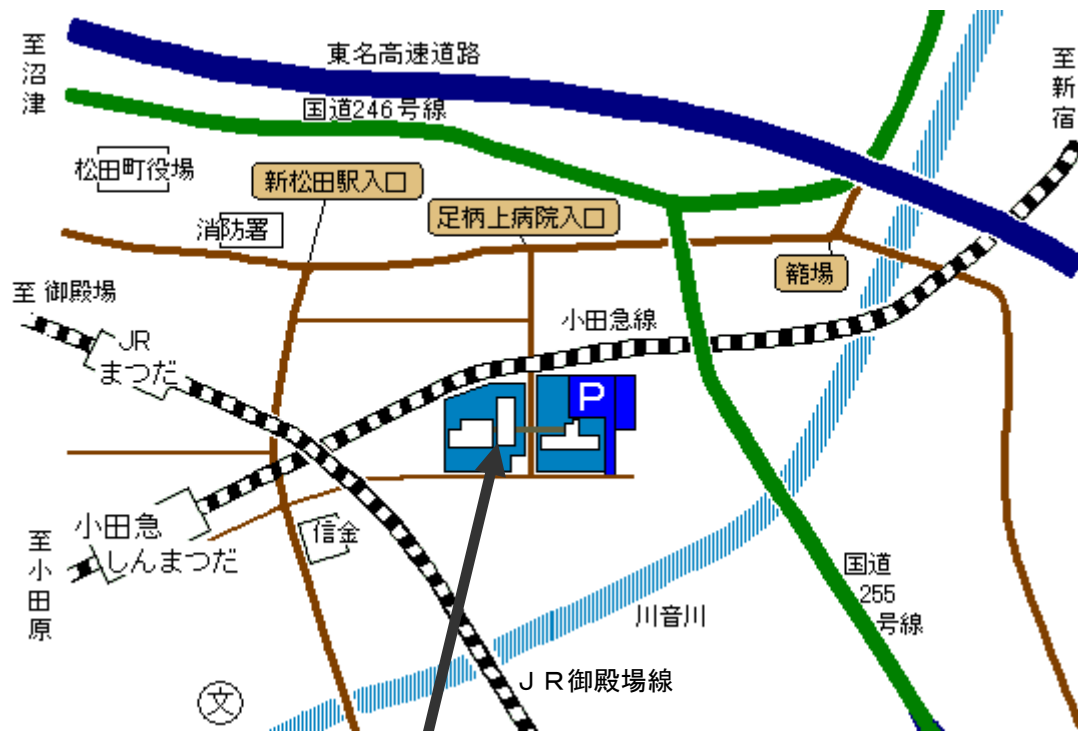 至沼津
東名高速道路
至新宿
国道246号線
松田町役場
新松田駅入口
足柄上病院入口
消防署
籠場
至 御殿場
小田急線
JR
まつだ
P
小田急
しんまつだ
信金
至小田原
国道
255
号線
川音川
ＪＲ御殿場線
文